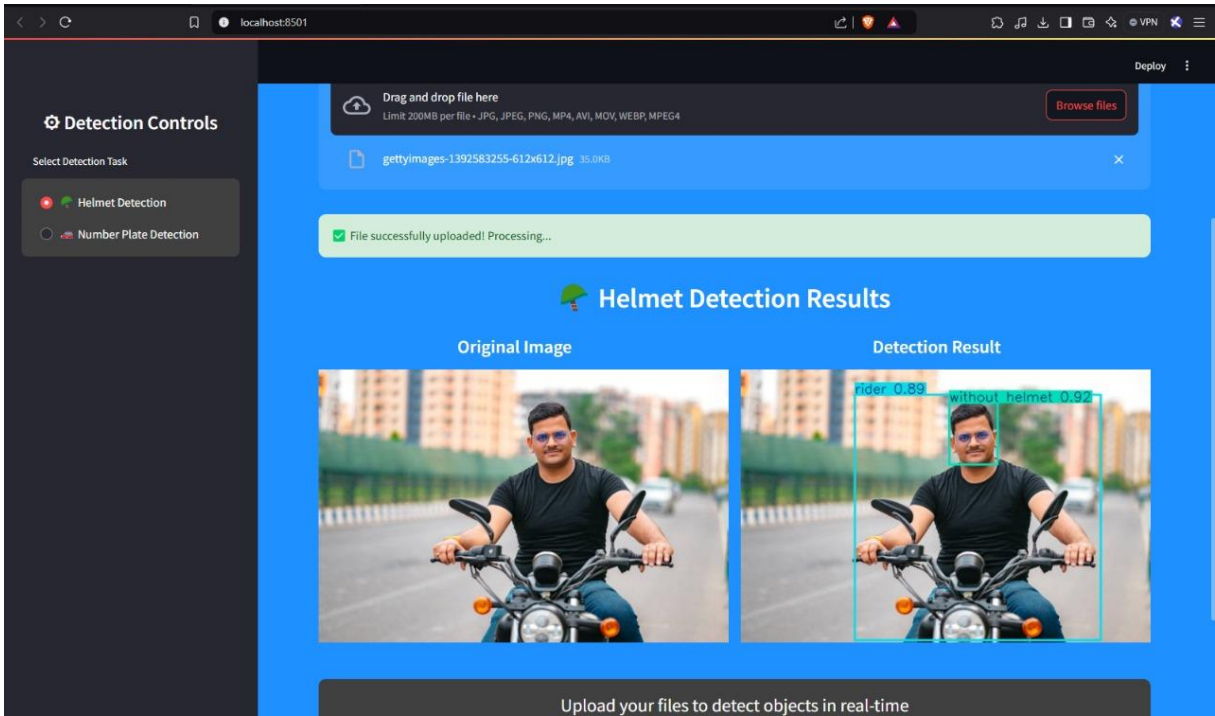 localhost:8501
VPN
Deploy
Detection Controls
Select Detection Task
Helmet Detection
Number Plate Detection
Drag and drop file here
Limit 200MB per file • JPG, JPEG, PNG, MP4, AVI, MOV, WEBP, MPEG4
Browse files
gettyimages-1392583255-612x612.jpg 35.0KB
File successfully uploaded! Processing...
Helmet Detection Results
Original Image
Detection Result
rider 0.89
without helmet 0.92
Upload your files to detect objects in real-time